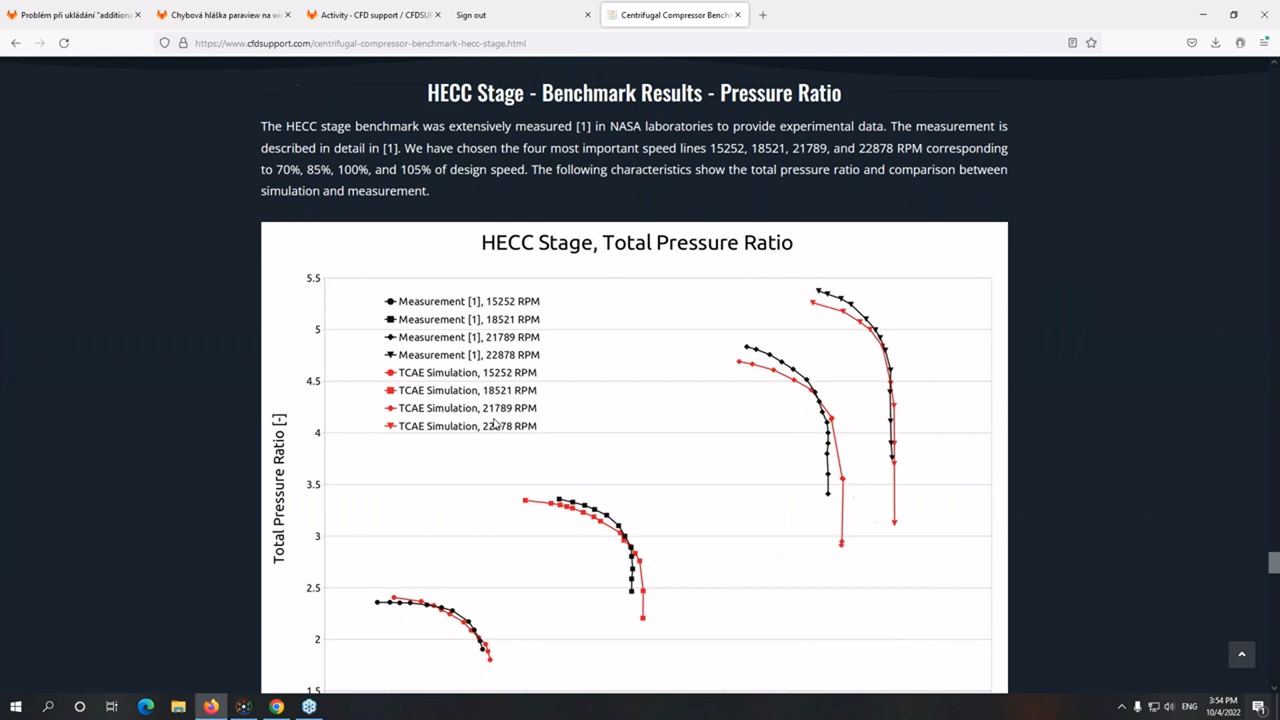 Problém při ukládání "addition
Chybová hláška paraview na wi
Activity · CFD support / CFDSUP
Sign out
Centrifugal Compressor Bench
https://www.cfdsupport.com/centrifugal-compressor-benchmark-hecc-stage.html
HECC Stage - Benchmark Results - Pressure Ratio
The HECC stage benchmark was extensively measured [1] in NASA laboratories to provide experimental data. The measurement is
described in detail in [1]. We have chosen the four most important speed lines 15252, 18521, 21789, and 22878 RPM corresponding
to 70%, 85%, 100%, and 105% of design speed. The following characteristics show the total pressure ratio and comparison between
simulation and measurement.
HECC Stage, Total Pressure Ratio
Total Pressure Ratio [-]
5.5
5
4.5
4
3.5
3
2.5
2
1.5
Measurement [1], 15252 RPM
Measurement [1], 18521 RPM
Measurement [1], 21789 RPM
Measurement [1], 22878 RPM
TCAE Simulation, 15252 RPM
TCAE Simulation, 18521 RPM
TCAE Simulation, 21789 RPM
TCAE Simulation, 22878 RPM
ENG
3:54 PM
10/4/2022